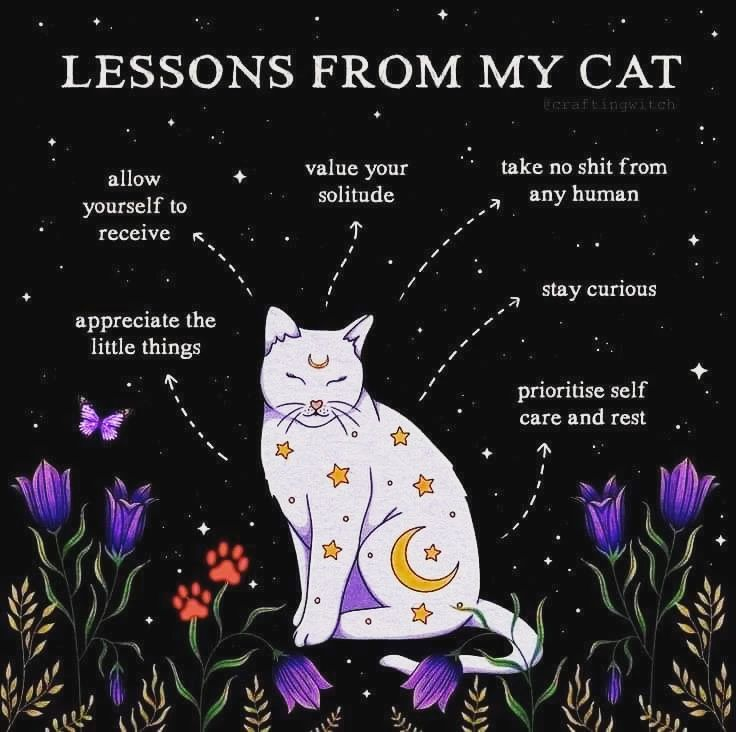 LESSONS FROM MY CAT
@craftingwitch
allow
yourself to
receive
value your
solitude
take no shit from
any human
appreciate the
little things
stay curious
prioritise self
care and rest